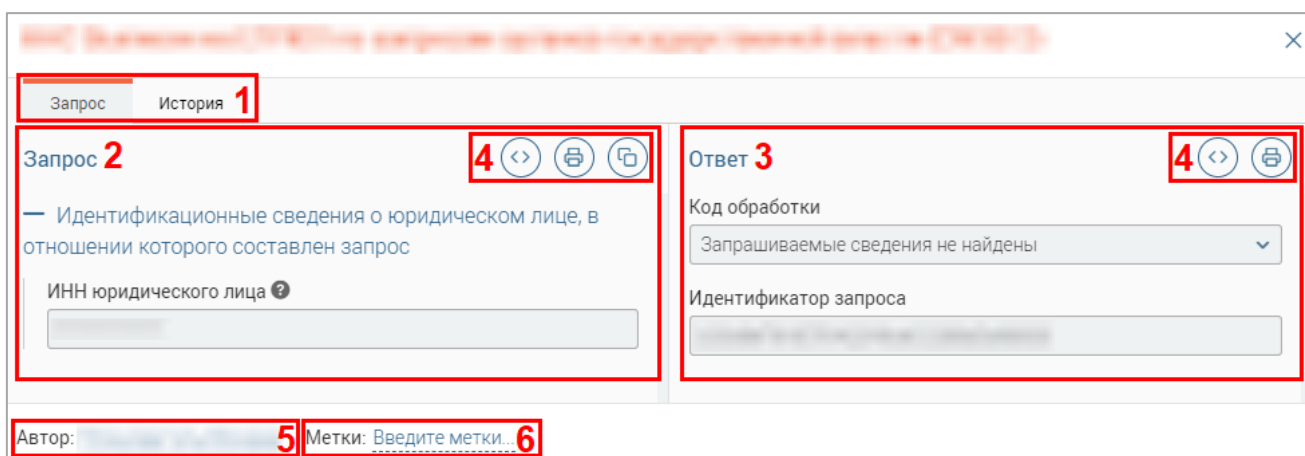 Запрос История 1
Запрос 2 4
Ответ 3 4
— Идентификационные сведения о юридическом лице, в
отношении которого составлен запрос
ИНН юридического лица
Код обработки
Запрашиваемые сведения не найдены
Идентификатор запроса
Автор: 5 Метки: Введите метки... 6